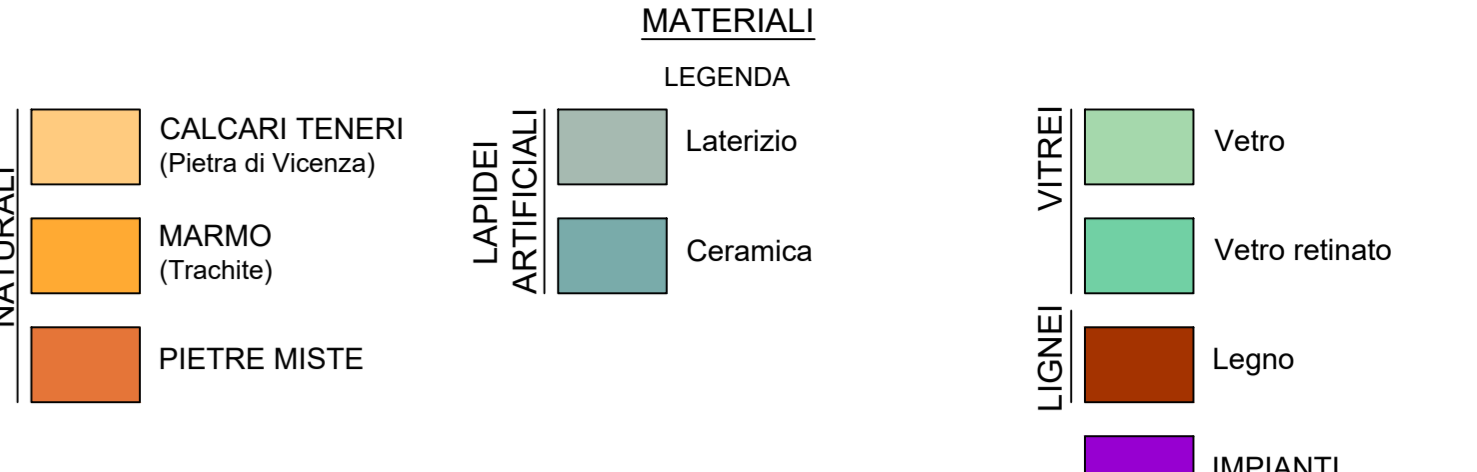 MATERIALI
LEGENDA
NATURALI
CALCARI TENERI
(Pietra di Vicenza)
MARMO
(Trachite)
PIETRE MISTE
LAPIDEI
ARTIFICIALI
Laterizio
Ceramica
VITREI
Vetro
Vetro retinato
LIGNEI
Legno
IMPIANTI